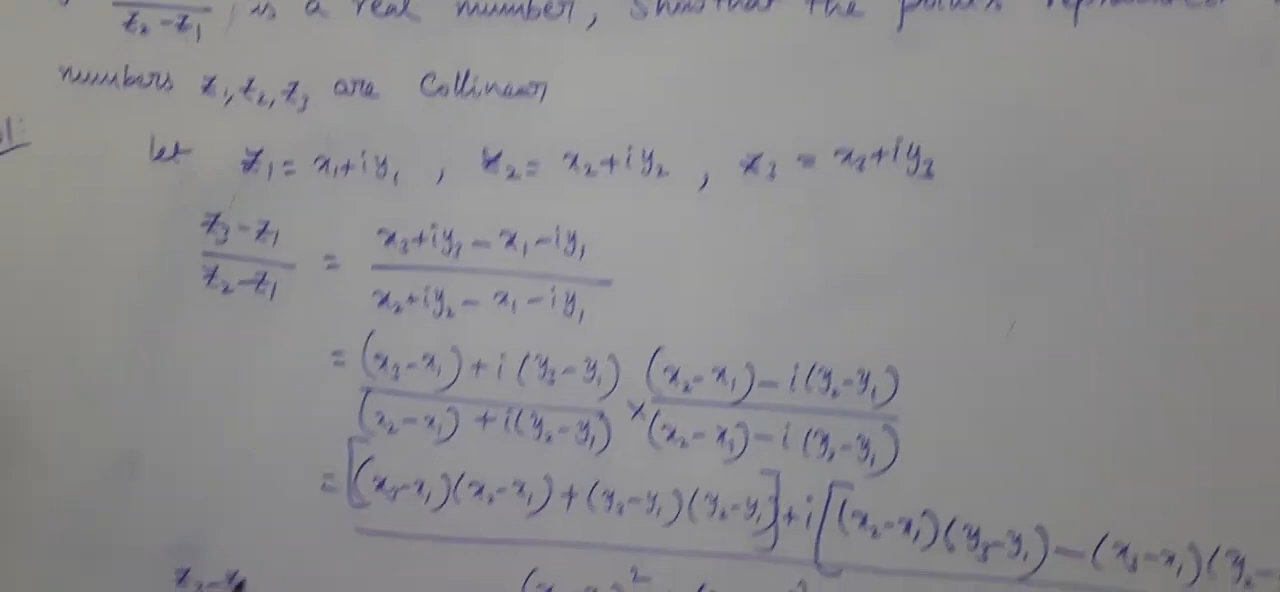 z₂-z₁ is a real number, show that the points
numbers z₁, z₂, z₃ are Collinear
let z₁ = x₁+iy₁ , z₂ = x₂+iy₂ , z₃ = x₃+iy₃
z₃-z₁ / z₂-z₁ = x₃+iy₃-x₁-iy₁ / x₂+iy₂-x₁-iy₁
= (x₃-x₁)+i(y₃-y₁) / (x₂-x₁)+i(y₂-y₁) × (x₂-x₁)-i(y₂-y₁) / (x₂-x₁)-i(y₂-y₁)
= [(x₃-x₁)(x₂-x₁)+(y₃-y₁)(y₂-y₁)]+i[(x₂-x₁)(y₃-y₁)-(x₃-x₁)(y₂-